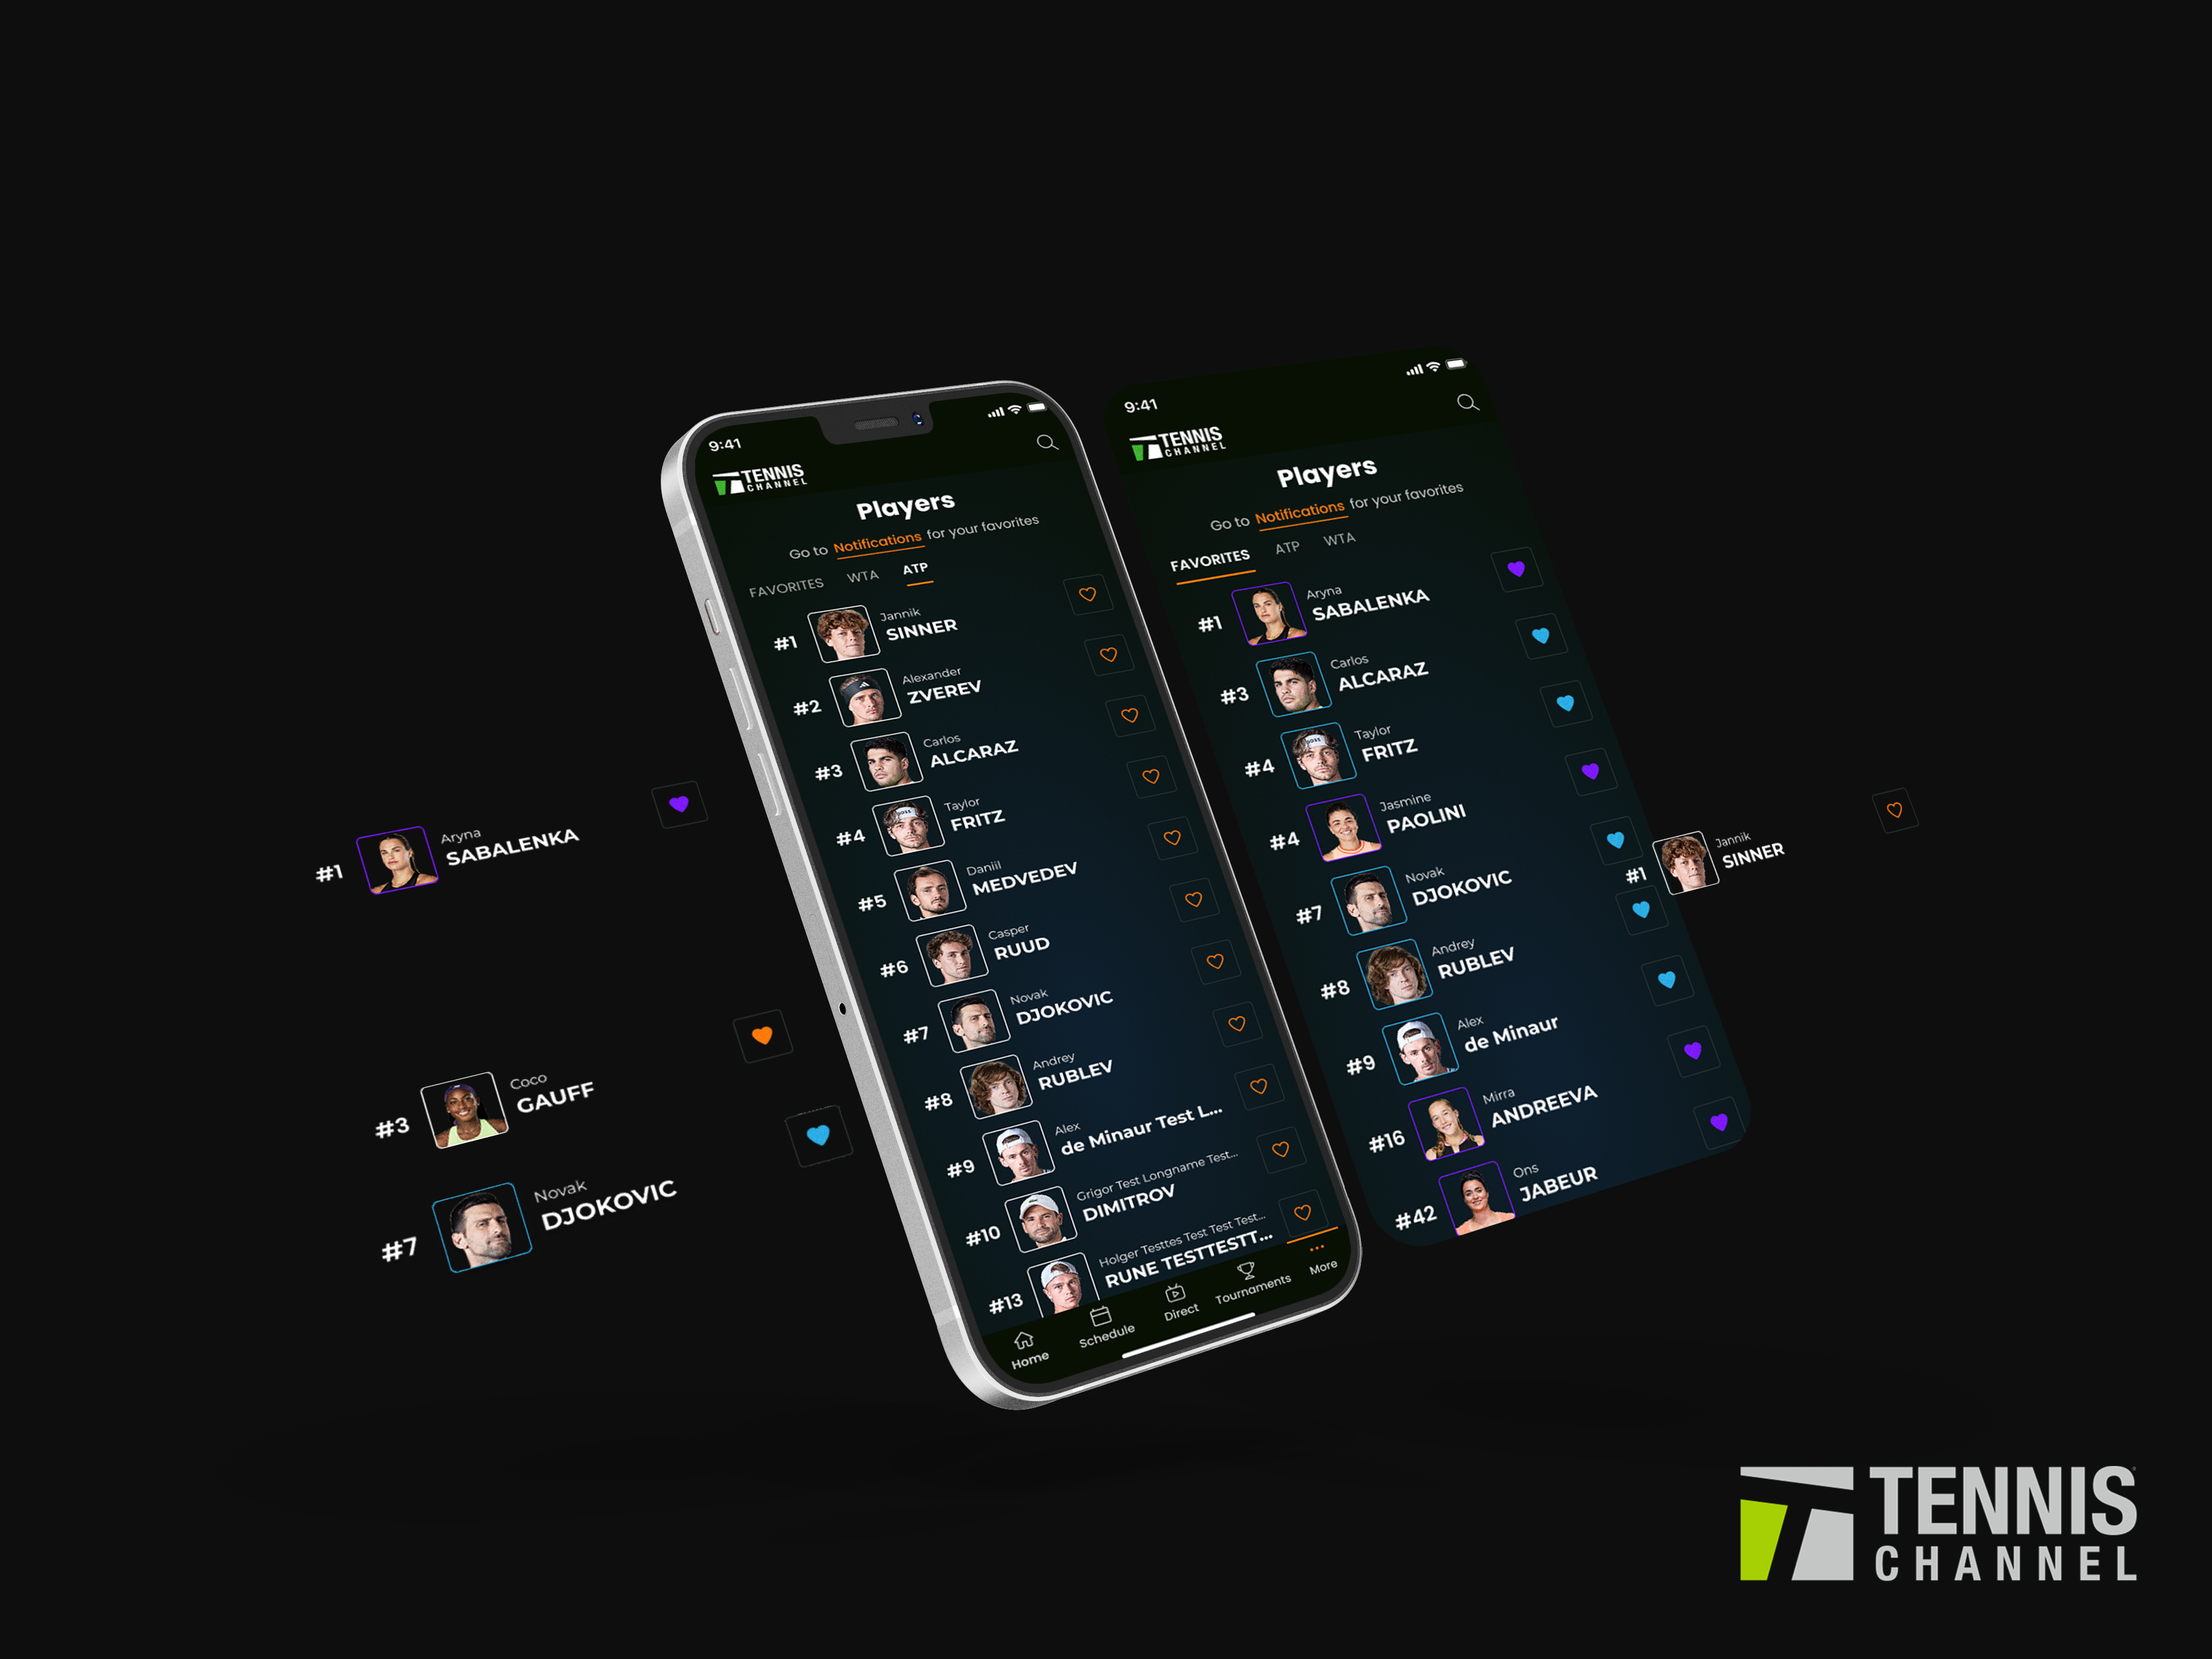 #1
Aryna
SABALENKA
#3
Coco
GAUFF
#7
Novak
DJOKOVIC
9:41
TENNIS
CHANNEL
Players
Go to Notifications for your favorites
FAVORITES WTA ATP
#1
Jannik
SINNER
#2
Alexander
ZVEREV
#3
Carlos
ALCARAZ
#4
Taylor
FRITZ
BOSS
#5
Daniil
MEDVEDEV
#6
Casper
RUUD
#7
Novak
DJOKOVIC
#8
Andrey
RUBLEV
#9
Alex
de Minaur Test L...
#10
Grigor Test Longname Test...
DIMITROV
#13
Holger Testtes Test Test Test...
RUNE TESTTESTT...
Home Schedule Direct Tournaments More
9:41
TENNIS
CHANNEL
Players
Go to Notifications for your favorites
FAVORITES ATP WTA
#1
Aryna
SABALENKA
#3
Carlos
ALCARAZ
#4
Taylor
FRITZ
BOSS
#4
Jasmine
PAOLINI
#7
Novak
DJOKOVIC
#8
Andrey
RUBLEV
#9
Alex
de Minaur
#16
Mirra
ANDREEVA
#42
Ons
JABEUR
#1
Jannik
SINNER
TENNIS
CHANNEL